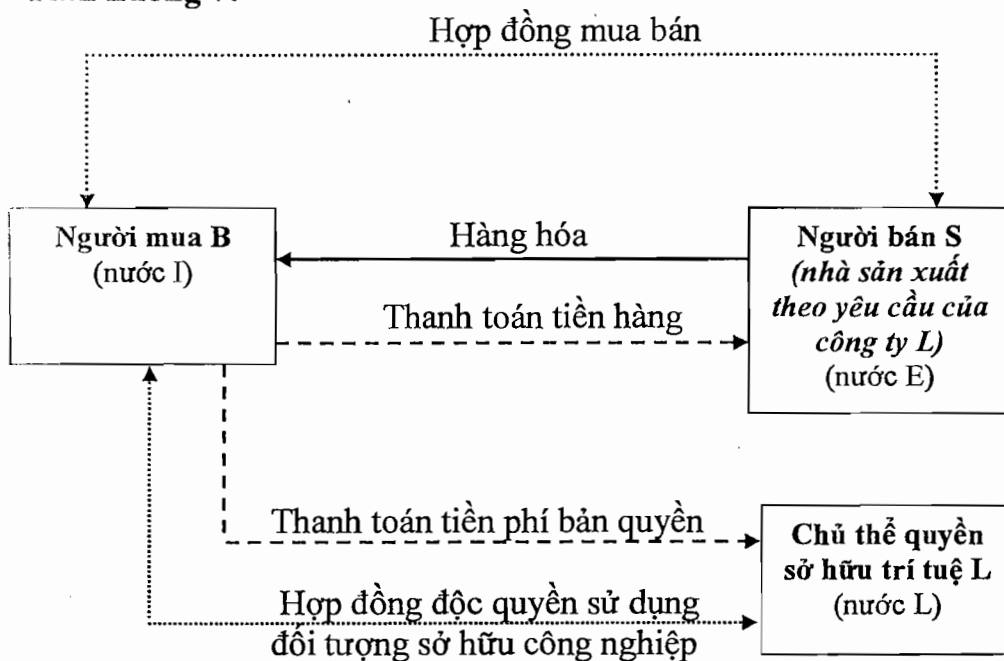 Hợp đồng mua bán
Người mua B
(nước I)
Hàng hóa
Thanh toán tiền hàng
Người bán S
(nhà sản xuất
theo yêu cầu của
công ty L)
(nước E)
Thanh toán tiền phí bản quyền
Hợp đồng độc quyền sử dụng
đối tượng sở hữu công nghiệp
Chủ thể quyền
sở hữu trí tuệ L
(nước L)